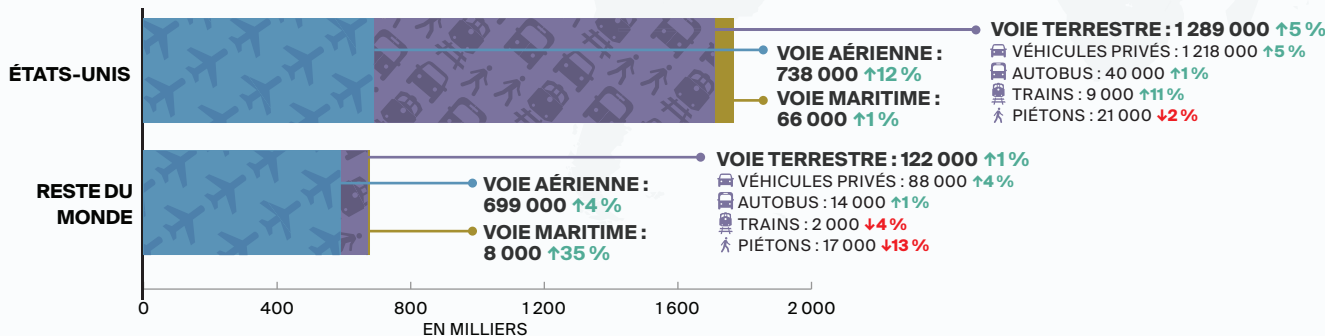 ÉTATS-UNIS
VOIE AÉRIENNE :
738 000 ↑12 %
VOIE MARITIME :
66 000 ↑1 %
VOIE TERRESTRE : 1 289 000 ↑5 %
VÉHICULES PRIVÉS : 1 218 000 ↑5 %
AUTOBUS : 40 000 ↑1 %
TRAINS : 9 000 ↑11 %
PIÉTONS : 21 000 ↓2 %
RESTE DU
MONDE
VOIE AÉRIENNE :
699 000 ↑4 %
VOIE MARITIME :
8 000 ↑35 %
VOIE TERRESTRE : 122 000 ↑1 %
VÉHICULES PRIVÉS : 88 000 ↑4 %
AUTOBUS : 14 000 ↑1 %
TRAINS : 2 000 ↓4 %
PIÉTONS : 17 000 ↓13 %
0 400 800 1 200 1 600 2 000
EN MILLIERS